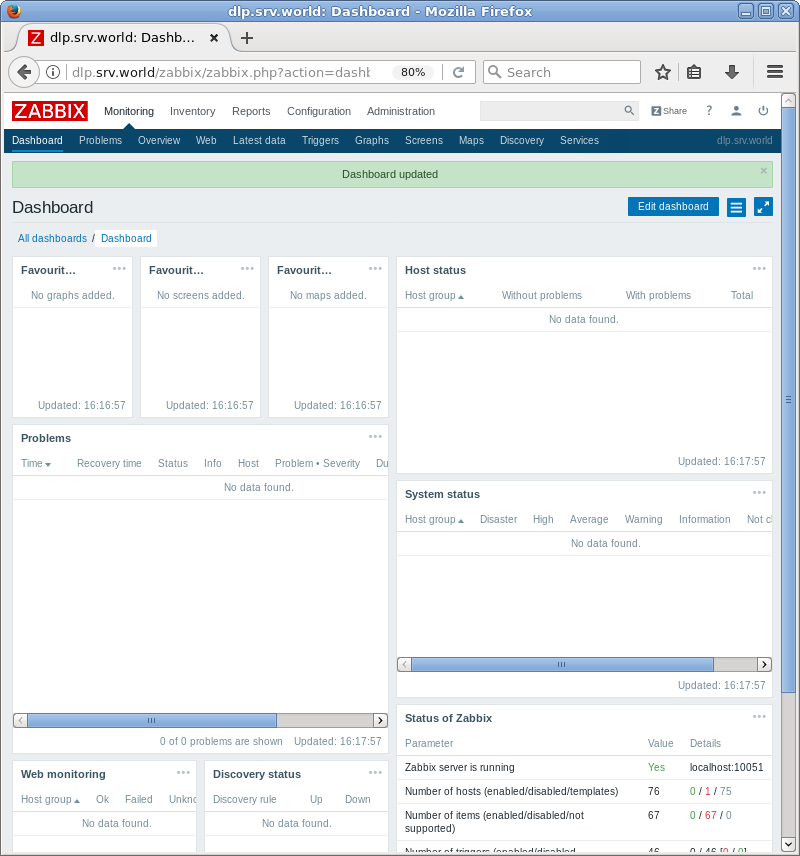 dlp.srv.world: Dashboard - Mozilla Firefox
dlp.srv.world: Dashb...
dlp.srv.world/zabbix/zabbix.php?action=dashb
80%
Search
ZABBIX
Monitoring Inventory Reports Configuration Administration
Z Share ?
Dashboard Problems Overview Web Latest data Triggers Graphs Screens Maps Discovery Services dlp.srv.world
Dashboard updated
Dashboard
Edit dashboard
All dashboards / Dashboard
Favourit...
No graphs added.
Updated: 16:16:57
Favourit...
No screens added.
Updated: 16:16:57
Favourit...
No maps added.
Updated: 16:16:57
Host status
Host group Without problems With problems Total
No data found.
Updated: 16:17:57
Problems
Time Recovery time Status Info Host Problem • Severity Du
No data found.
0 of 0 problems are shown Updated: 16:17:57
System status
Host group Disaster High Average Warning Information Not cl
No data found.
Updated: 16:17:57
Status of Zabbix
Parameter Value Details
Zabbix server is running Yes localhost:10051
Number of hosts (enabled/disabled/templates) 76 0 / 1 / 75
Number of items (enabled/disabled/not supported) 67 0 / 67 / 0
Number of triggers (enabled/disabled 46 0 / 46 [0 / 0]
Web monitoring
Host group Ok Failed Unkno
No data found.
Discovery status
Discovery rule Up Down
No data found.